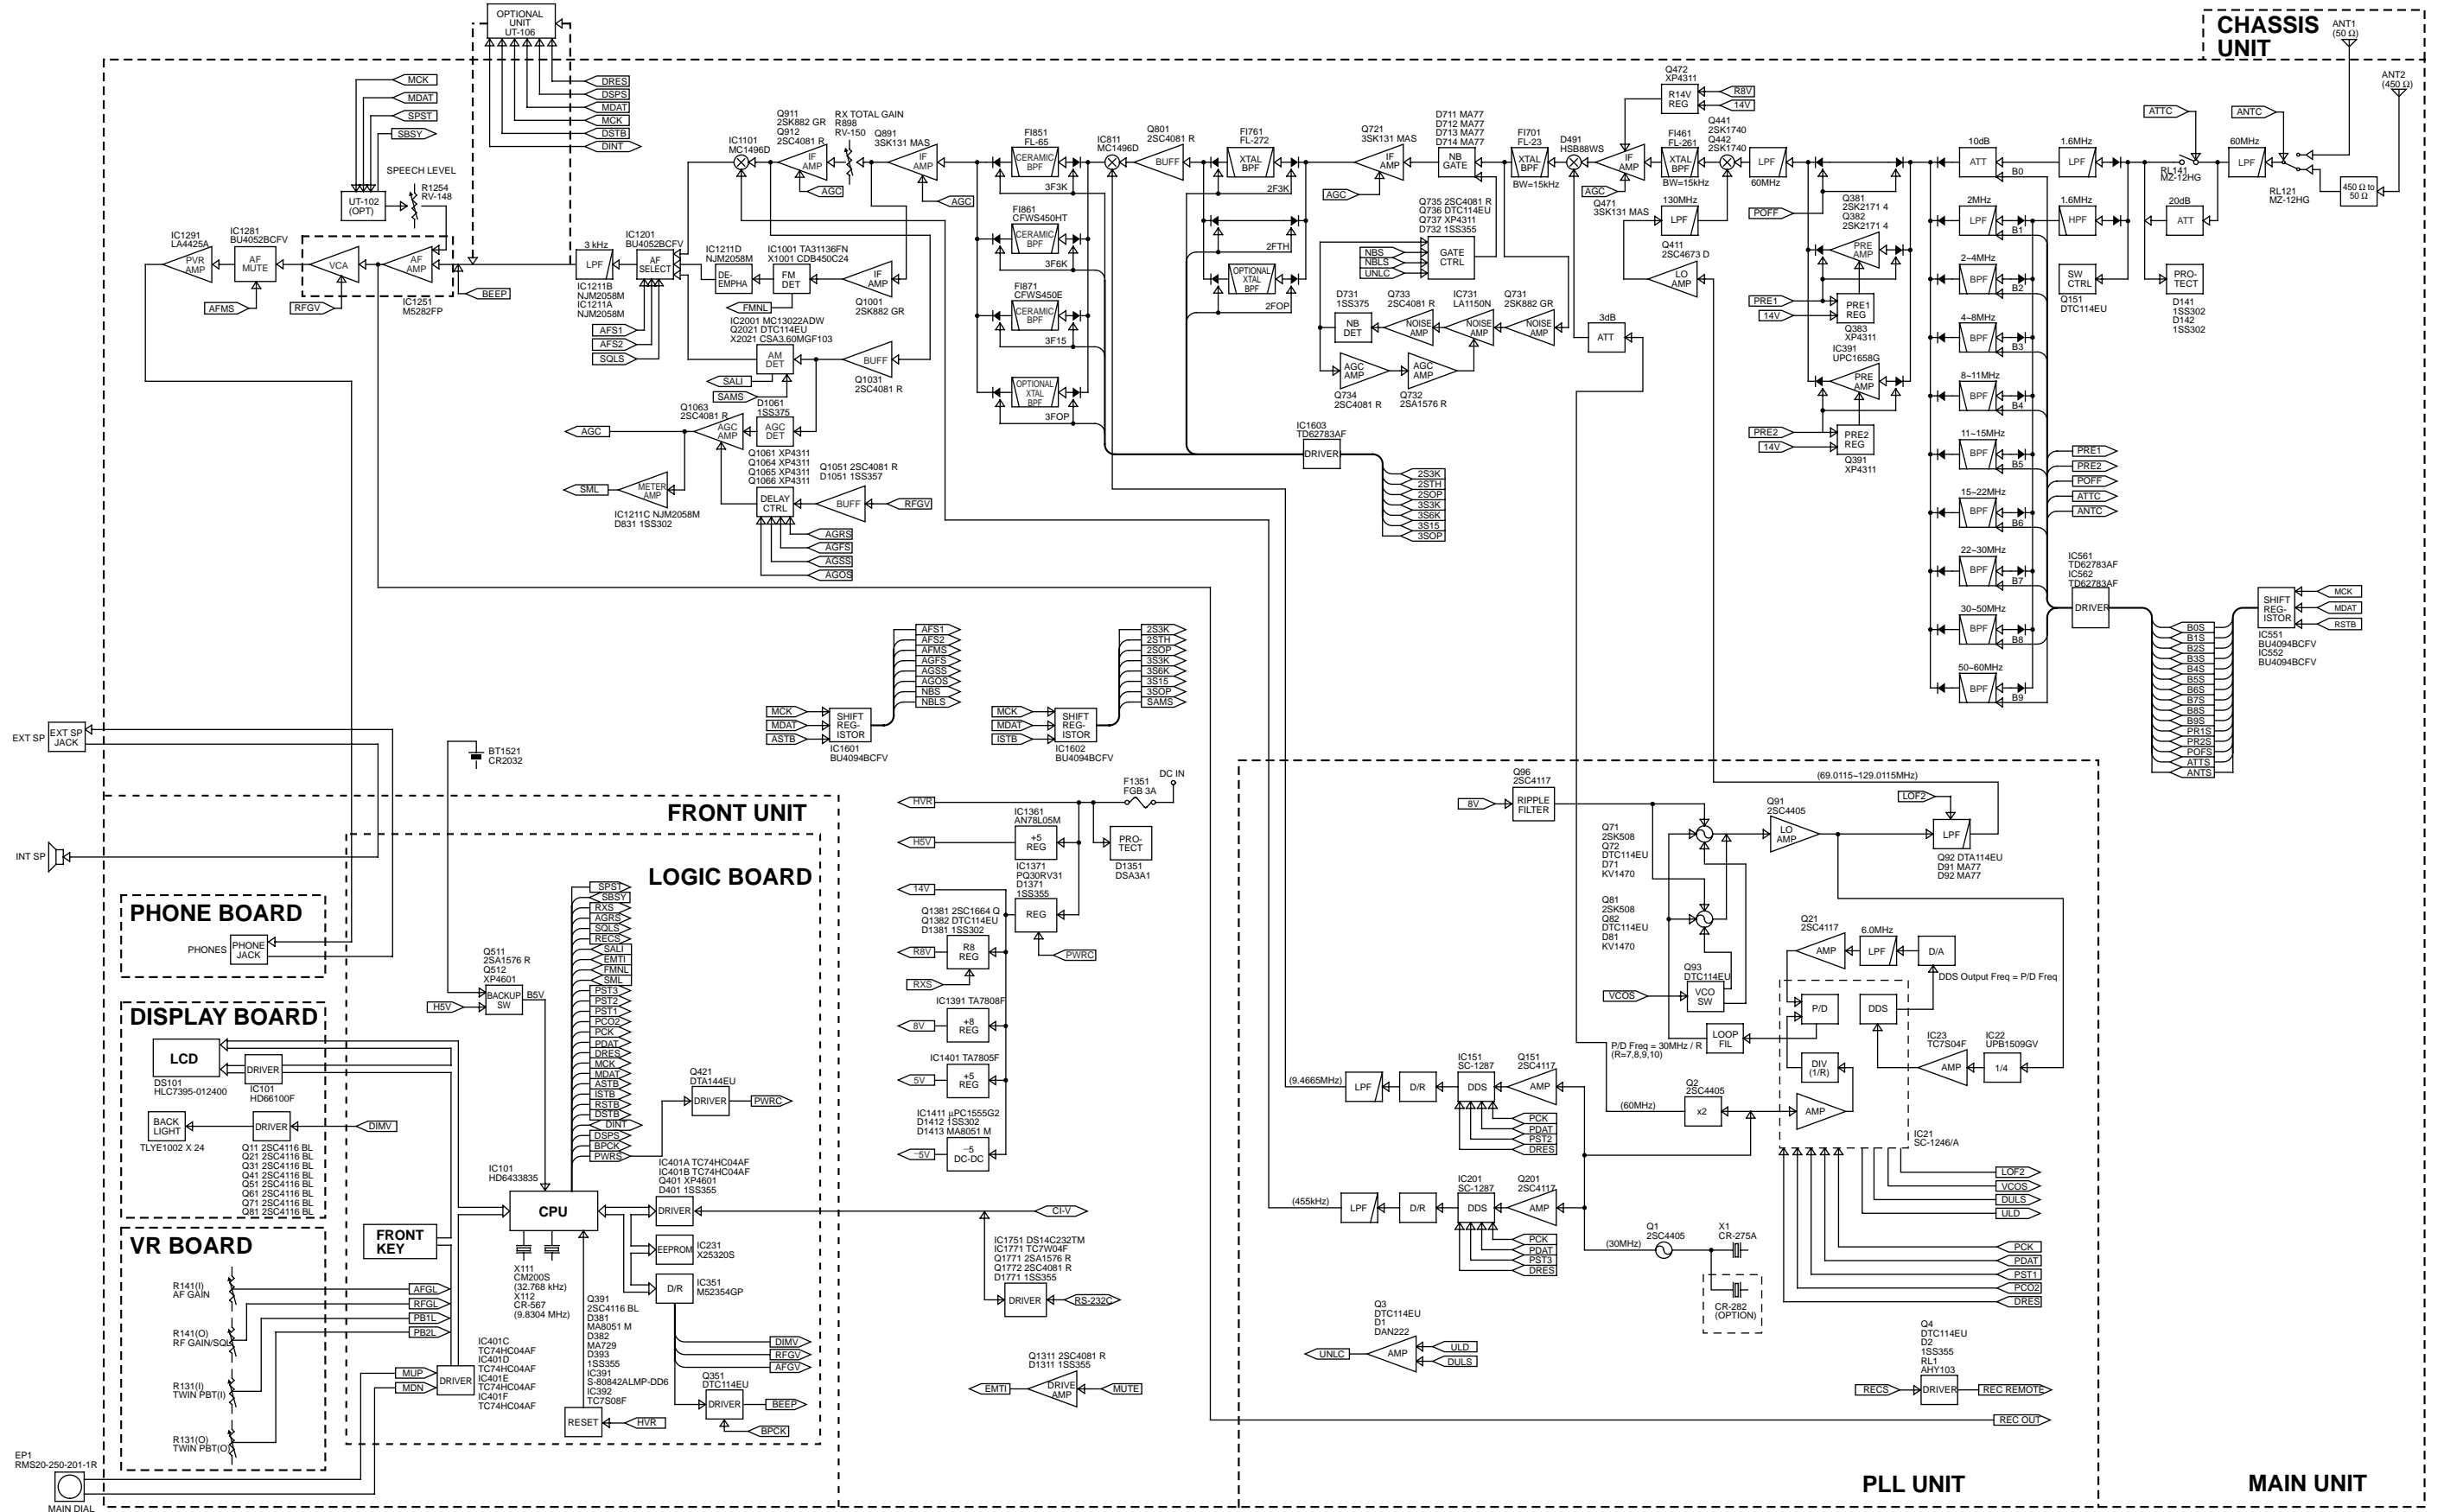 CHASSIS
UNIT
ANT1
(50 Ω)
ANT2
(450 Ω)
OPTIONAL
UNIT
UT-106
DRES
DSPS
MDAT
MCK
DSTB
DINT
MCK
MDAT
SPST
SBSY
SPEECH LEVEL
R1254
RV-148
UT-102
(OPT)
IC1291
LA4425A
PVR
AMP
IC1281
BU4052BCFV
AF
MUTE
AFMS
VCA
RFGV
AF
AMP
IC1251
M5282FP
BEEP
3 kHz
LPF
IC1211B
NJM2058M
IC1211A
NJM2058M
IC1201
BU4052BCFV
AF
SELECT
AFS1
AFS2
SQLS
IC1101
MC1496D
Q911
2SK882 GR
Q912
2SC4081 R
IF
AMP
AGC
RX TOTAL GAIN
R898
RV-150
Q891
3SK131 MAS
IF
AMP
AGC
IC1211D
NJM2058M
DE-
EMPHA
IC1001 TA31136FN
X1001 CDB450C24
FM
DET
FMNL
IF
AMP
Q1001
2SK882 GR
IC2001 MC13022ADW
Q2021 DTC114EU
X2021 CSA3.60MGF103
AM
DET
SALI
SAMS
BUFF
Q1031
2SC4081 R
D1061
1SS375
AGC
DET
Q1063
2SC4081 R
AGC
AMP
AGC
Q1061 XP4311
Q1064 XP4311
Q1065 XP4311
Q1066 XP4311
DELAY
CTRL
Q1051 2SC4081 R
D1051 1SS357
BUFF
RFGV
SML
METER
AMP
IC1211C NJM2058M
D831 1SS302
AGRS
AGFS
AGSS
AGOS
FI851
FL-65
CERAMIC
BPF
3F3K
FI861
CFWS450HT
CERAMIC
BPF
3F6K
FI871
CFWS450E
CERAMIC
BPF
3F15
OPTIONAL
XTAL
BPF
3FOP
IC811
MC1496D
Q801
2SC4081 R
BUFF
FI761
FL-272
XTAL
BPF
2F3K
2FTH
OPTIONAL
XTAL
BPF
2FOP
IC1603
TD62783AF
DRIVER
2S3K
2STH
2SOP
3S3K
3S6K
3S15
3SOP
Q721
3SK131 MAS
IF
AMP
AGC
D711 MA77
D712 MA77
D713 MA77
D714 MA77
NB
GATE
Q735 2SC4081 R
Q736 DTC114EU
Q737 XP4311
D732 1SS355
GATE
CTRL
NBS
NBLS
UNLC
D731
1SS375
NB
DET
Q733
2SC4081 R
NOISE
AMP
IC731
LA1150N
NOISE
AMP
Q731
2SK882 GR
NOISE
AMP
AGC
AMP
Q734
2SC4081 R
AGC
AMP
Q732
2SA1576 R
FI701
FL-23
XTAL
BPF
BW=15kHz
D491
HSB88WS
IF
AMP
AGC
Q471
3SK131 MAS
Q472
XP4311
R14V
REG
R8V
14V
FI461
FL-261
XTAL
BPF
BW=15kHz
Q441
2SK1740
Q442
2SK1740
130MHz
LPF
Q411
2SC4673 D
LO
AMP
3dB
ATT
LPF
60MHz
POFF
Q381
2SK2171 4
Q382
2SK2171 4
PRE
AMP
PRE1
14V
PRE1
REG
Q383
XP4311
IC391
UPC1658G
PRE
AMP
PRE2
14V
PRE2
REG
Q391
XP4311
10dB
ATT
B0
2MHz
LPF
B1
2~4MHz
BPF
B2
4~8MHz
BPF
B3
8~11MHz
BPF
B4
11~15MHz
BPF
B5
15~22MHz
BPF
B6
22~30MHz
BPF
B7
30~50MHz
BPF
B8
50~60MHz
BPF
B9
1.6MHz
LPF
1.6MHz
HPF
SW
CTRL
Q151
DTC114EU
ATTC
RL141
MZ-12HG
20dB
ATT
PRO-
TECT
D141
1SS302
D142
1SS302
ANTC
60MHz
LPF
RL121
MZ-12HG
450 Ω to
50 Ω
PRE1
PRE2
POFF
ATTC
ANTC
IC561
TD62783AF
IC562
TD62783AF
DRIVER
B0S
B1S
B2S
B3S
B4S
B5S
B6S
B7S
B8S
B9S
PR1S
PR2S
POFS
ATTS
ANTS
SHIFT
REG-
ISTOR
IC551
BU4094BCFV
IC552
BU4094BCFV
MCK
MDAT
RSTB
AFS1
AFS2
AFMS
AGFS
AGSS
AGOS
NBS
NBLS
MCK
MDAT
ASTB
SHIFT
REG-
ISTOR
IC1601
BU4094BCFV
2S3K
2STH
2SOP
3S3K
3S6K
3S15
3SOP
SAMS
MCK
MDAT
ISTB
SHIFT
REG-
ISTOR
IC1602
BU4094BCFV
EXT SP
EXT SP
JACK
INT SP
BT1521
CR2032
FRONT UNIT
LOGIC BOARD
PHONE BOARD
PHONES
PHONE
JACK
DISPLAY BOARD
LCD
DS101
HLC7395-012400
DRIVER
IC101
HD66100F
BACK
LIGHT
TLYE1002 X 24
DRIVER
DIMV
Q11 2SC4116 BL
Q21 2SC4116 BL
Q31 2SC4116 BL
Q41 2SC4116 BL
Q51 2SC4116 BL
Q61 2SC4116 BL
Q71 2SC4116 BL
Q81 2SC4116 BL
VR BOARD
R141(I)
AF GAIN
R141(O)
RF GAIN/SQL
R131(I)
TWIN PBT(I)
R131(O)
TWIN PBT(O)
EP1
RMS20-250-201-1R
MAIN DIAL
FRONT
KEY
AFGL
RFGL
PB1L
PB2L
MUP
MDN
DRIVER
IC401C
TC74HC04AF
IC401D
TC74HC04AF
IC401E
TC74HC04AF
IC401F
TC74HC04AF
Q511
2SA1576 R
Q512
XP4601
BACKUP
SW
H5V
B5V
SPST
SBSY
RXS
AGRS
SQLS
RECS
SALI
EMTI
FMNL
SML
PST3
PST2
PST1
PCO2
PCK
PDAT
DRES
MCK
MDAT
ASTB
ISTB
RSTB
DSTB
DINT
DSPS
BPCK
PWRS
IC101
HD6433835
CPU
X111
CM200S
(32.768 kHz)
X112
CR-567
(9.8304 MHz)
Q391
2SC4116 BL
D381
MA8051 M
D382
MA729
D393
1SS355
IC391
S-80842ALMP-DD6
IC392
TC7S08F
RESET
HVR
Q421
DTA144EU
DRIVER
PWRC
IC401A TC74HC04AF
IC401B TC74HC04AF
Q401 XP4601
D401 1SS355
DRIVER
EEPROM
IC231
X25320S
D/R
IC351
M52354GP
DIMV
RFGV
AFGV
Q351
DTC114EU
DRIVER
BEEP
BPCK
CI-V
IC1751 DS14C232TM
IC1771 TC7W04F
Q1771 2SA1576 R
Q1772 2SC4081 R
D1771 1SS355
DRIVER
RS-232C
Q1311 2SC4081 R
D1311 1SS355
EMTI
DRIVE
AMP
MUTE
DC IN
F1351
FGB 3A
HVR
IC1361
AN78L05M
+5
REG
H5V
PRO-
TECT
D1351
DSA3A1
IC1371
PQ30RV31
D1371
1SS355
REG
14V
PWRC
Q1381 2SC1664 Q
Q1382 DTC114EU
D1381 1SS302
R8
REG
R8V
RXS
IC1391 TA7808F
+8
REG
8V
IC1401 TA7805F
+5
REG
5V
IC1411 µPC1555G2
D1412 1SS302
D1413 MA8051 M
−5
DC-DC
−5V
Q96
2SC4117
8V
RIPPLE
FILTER
Q71
2SK508
Q72
DTC114EU
D71
KV1470
Q81
2SK508
Q82
DTC114EU
D81
KV1470
Q91
2SC4405
LO
AMP
(69.0115~129.0115MHz)
LOF2
LPF
Q92 DTA114EU
D91 MA77
D92 MA77
Q93
DTC114EU
VCOS
VCO
SW
LOOP
FIL
P/D Freq = 30MHz / R
(R=7,8,9,10)
Q21
2SC4117
AMP
6.0MHz
LPF
D/A
DDS Output Freq = P/D Freq
P/D
DDS
DIV
(1/R)
AMP
IC21
SC-1246/A
IC23
TC7S04F
AMP
IC22
UPB1509GV
1/4
Q2
2SC4405
x2
(60MHz)
(9.4665MHz)
LPF
D/R
IC151
SC-1287
DDS
Q151
2SC4117
AMP
PCK
PDAT
PST2
DRES
(455kHz)
LPF
D/R
IC201
SC-1287
DDS
Q201
2SC4117
AMP
PCK
PDAT
PST3
DRES
(30MHz)
Q1
2SC4405
X1
CR-275A
CR-282
(OPTION)
LOF2
VCOS
DULS
ULD
PCK
PDAT
PST1
PCO2
DRES
Q3
DTC114EU
D1
DAN222
UNLC
AMP
ULD
DULS
Q4
DTC114EU
D2
1SS355
RL1
AHY103
RECS
DRIVER
REC REMOTE
REC OUT
PLL UNIT
MAIN UNIT